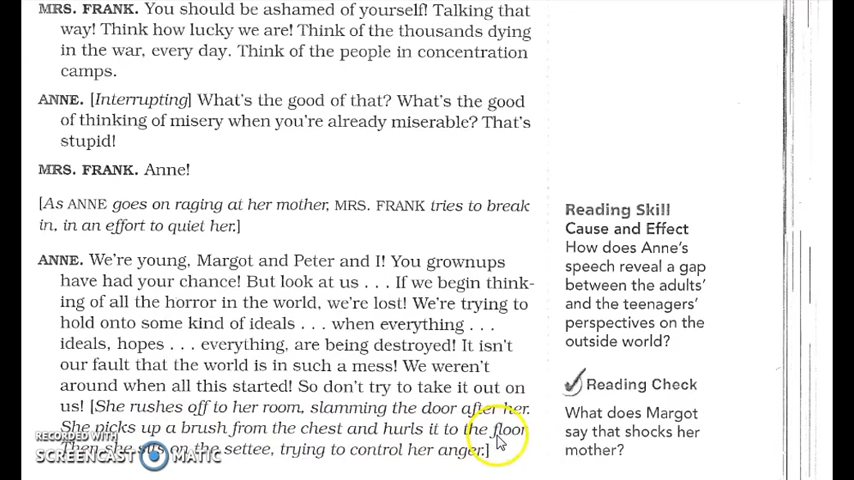 MRS. FRANK. You should be ashamed of yourself! Talking that
way! Think how lucky we are! Think of the thousands dying
in the war, every day. Think of the people in concentration
camps.
ANNE. [Interrupting] What's the good of that? What's the good
of thinking of misery when you're already miserable? That's
stupid!
MRS. FRANK. Anne!
[As ANNE goes on raging at her mother, MRS. FRANK tries to break
in, in an effort to quiet her.]
ANNE. We're young, Margot and Peter and I! You grownups
have had your chance! But look at us . . . If we begin think-
ing of all the horror in the world, we're lost! We're trying to
hold onto some kind of ideals . . . when everything . . .
ideals, hopes . . . everything, are being destroyed! It isn't
our fault that the world is in such a mess! We weren't
around when all this started! So don't try to take it out on
us! [She rushes off to her room, slamming the door after her.
She picks up a brush from the chest and hurls it to the floor.
Then she sits on the settee, trying to control her anger.]
Reading Skill
Cause and Effect
How does Anne's
speech reveal a gap
between the adults'
and the teenagers'
perspectives on the
outside world?
Reading Check
What does Margot
say that shocks her
mother?
RECORDED WITH
SCREENCAST MATIC